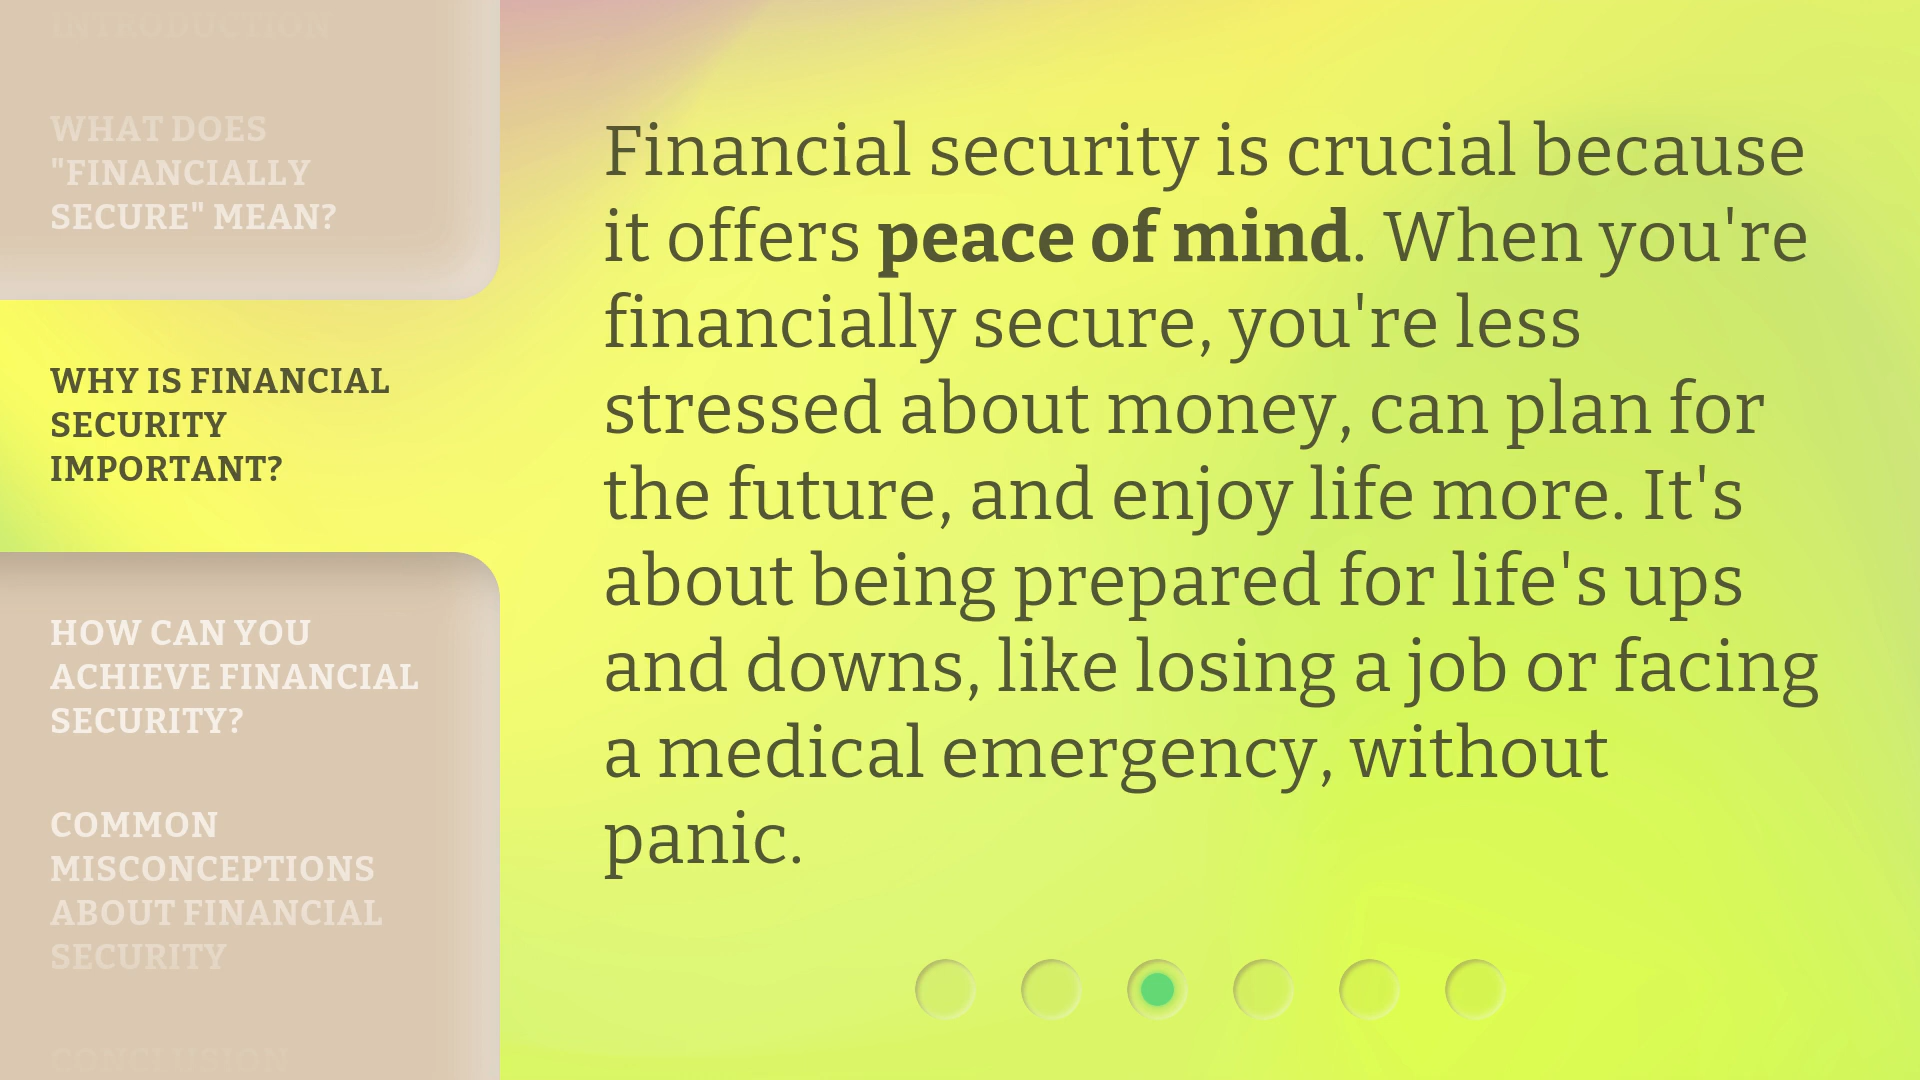 INTRODUCTION
WHAT DOES
"FINANCIALLY
SECURE" MEAN?
WHY IS FINANCIAL
SECURITY
IMPORTANT?
HOW CAN YOU
ACHIEVE FINANCIAL
SECURITY?
COMMON
MISCONCEPTIONS
ABOUT FINANCIAL
SECURITY
CONCLUSION
Financial security is crucial because
it offers peace of mind. When you're
financially secure, you're less
stressed about money, can plan for
the future, and enjoy life more. It's
about being prepared for life's ups
and downs, like losing a job or facing
a medical emergency, without
panic.